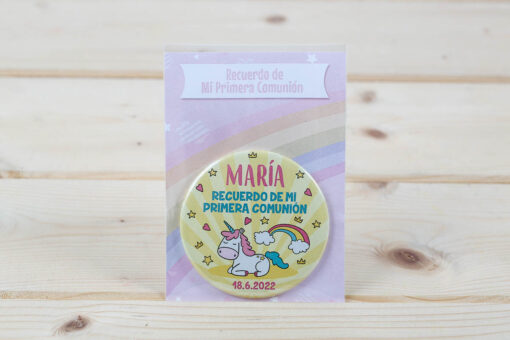 Recuerdo de
Mi Primera Comunión
MARÍA
RECUERDO DE MI
PRIMERA COMUNIÓN
18.6.2022